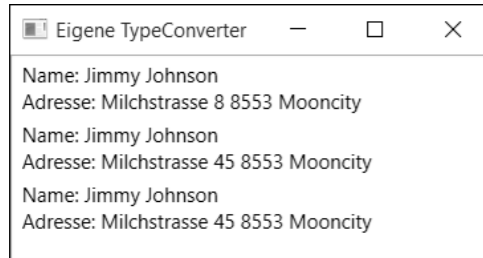 Eigene TypeConverter
Name: Jimmy Johnson
Adresse: Milchstrasse 8 8553 Mooncity
Name: Jimmy Johnson
Adresse: Milchstrasse 45 8553 Mooncity
Name: Jimmy Johnson
Adresse: Milchstrasse 45 8553 Mooncity